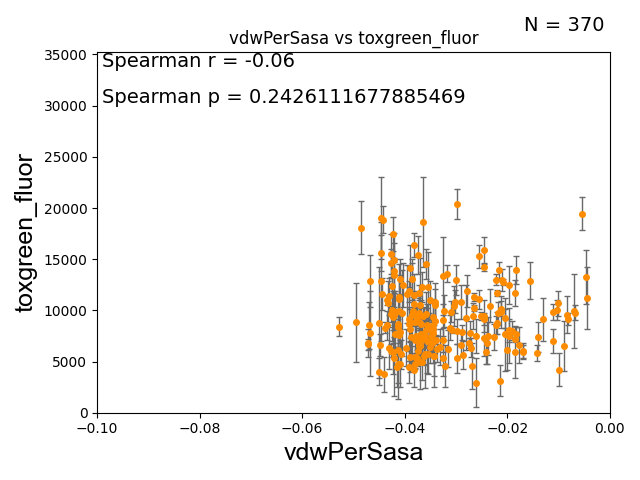 N = 370
vdwPerSasa vs toxgreen_fluor
Spearman r = -0.06
Spearman p = 0.2426111677885469
35000
30000
25000
20000
15000
10000
5000
0
toxgreen_fluor
−0.10 −0.08 −0.06 −0.04 −0.02 0.00
vdwPerSasa